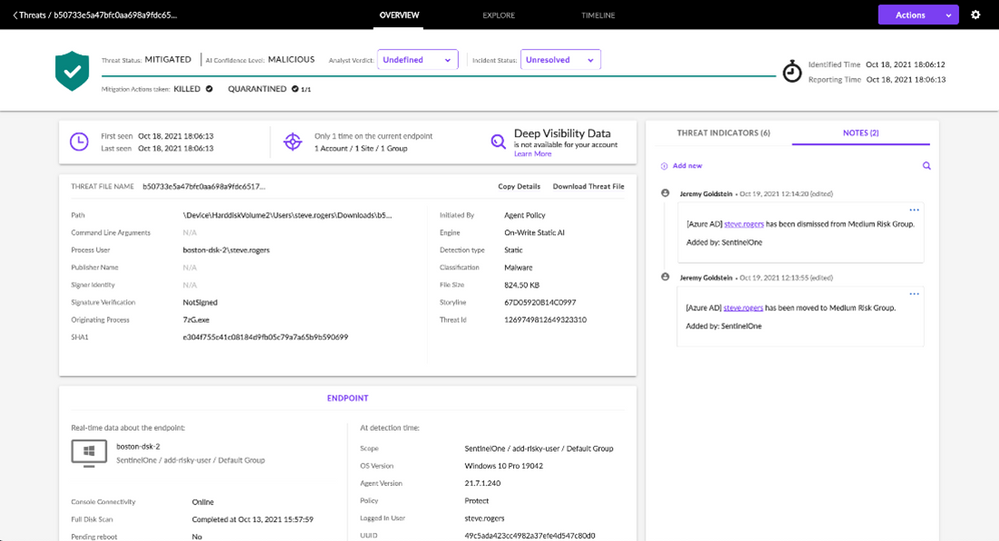 Threats / b50733e5a47bfc0aa698a9fdc65...
OVERVIEW
EXPLORE
TIMELINE
Actions
Threat Status: MITIGATED
AI Confidence Level: MALICIOUS
Analyst Verdict: Undefined
Incident Status: Unresolved
Mitigation Actions taken: KILLED QUARANTINED 1/1
Identified Time Oct 18, 2021 18:06:12
Reporting Time Oct 18, 2021 18:06:13
First seen Oct 18, 2021 18:06:13
Last seen Oct 18, 2021 18:06:13
Only 1 time on the current endpoint
1 Account / 1 Site / 1 Group
Deep Visibility Data
is not available for your account
Learn More
THREAT FILE NAME b50733e5a47bfc0aa698a9fdc6517...
Copy Details
Download Threat File
Path \Device\HarddiskVolume2\Users\steve.rogers\Downloads\b5...
Command Line Arguments N/A
Process User boston-dsk-2\steve.rogers
Publisher Name N/A
Signer Identity N/A
Signature Verification NotSigned
Originating Process 7zG.exe
SHA1 e304f755c41c08184d9fb05c79a7a65b9b590699
Initiated By Agent Policy
Engine On-Write Static AI
Detection type Static
Classification Malware
File Size 824.50 KB
Storyline 67D05920B14C0997
Threat Id 1269749812649323310
ENDPOINT
Real-time data about the endpoint:
boston-dsk-2
SentinelOne / add-risky-user / Default Group
Console Connectivity Online
Full Disk Scan Completed at Oct 13, 2021 15:57:59
Pending reboot No
At detection time:
Scope SentinelOne / add-risky-user / Default Group
OS Version Windows 10 Pro 19042
Agent Version 21.7.1.240
Policy Protect
Logged In User steve.rogers
UUID 49c5ada423cc4982a37efe4d547c80d0
THREAT INDICATORS (6)
NOTES (2)
Add new
Jeremy Goldstein • Oct 19, 2021 12:14:20 (edited)
[Azure AD] steve.rogers has been dismissed from Medium Risk Group.
Added by: SentinelOne
Jeremy Goldstein • Oct 19, 2021 12:13:55 (edited)
[Azure AD] steve.rogers has been moved to Medium Risk Group.
Added by: SentinelOne